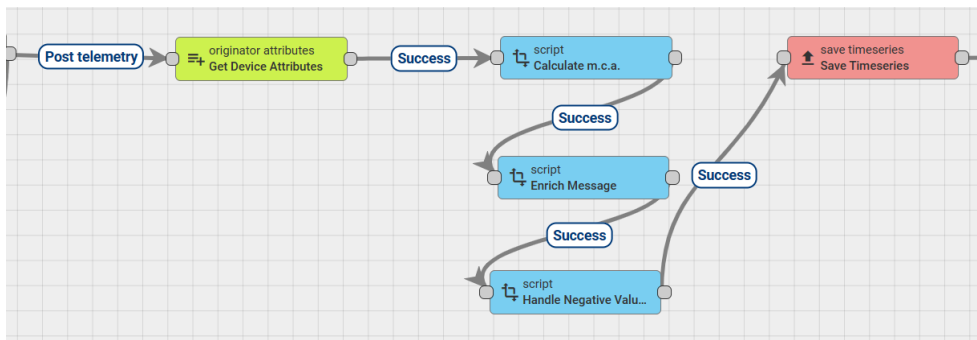 Post telemetry
originator attributes
Get Device Attributes
Success
script
Calculate m.c.a.
Success
script
Enrich Message
Success
script
Handle Negative Valu...
Success
save timeseries
Save Timeseries